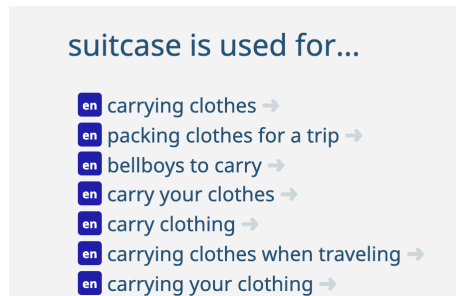 suitcase is used for...
en carrying clothes ➜
en packing clothes for a trip ➜
en bellboys to carry ➜
en carry your clothes ➜
en carry clothing ➜
en carrying clothes when traveling ➜
en carrying your clothing ➜